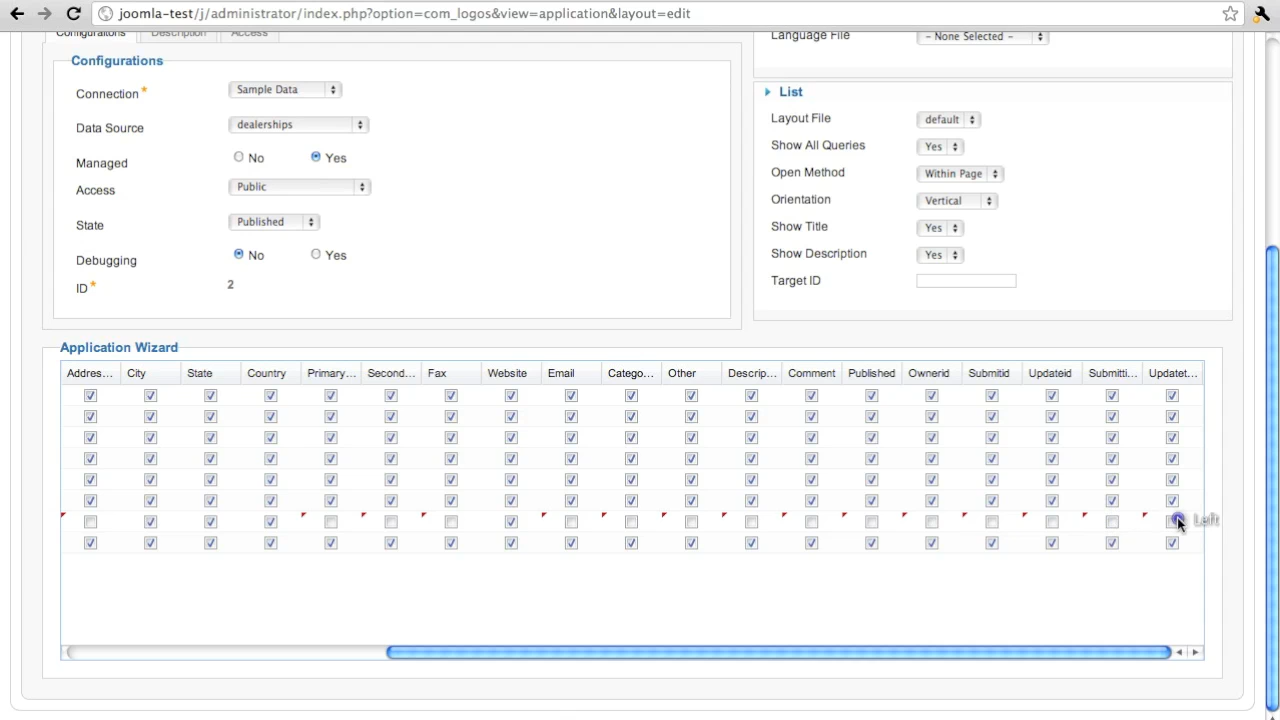 joomla-test/j/administrator/index.php?option=com_logos&view=application&layout=edit
Configuraitons Description Access
Configurations
Connection*
Sample Data
Data Source
dealerships
Managed
No Yes
Access
Public
State
Published
Debugging
No Yes
ID*
2
Language File
- None Selected -
List
Layout File
default
Show All Queries
Yes
Open Method
Within Page
Orientation
Vertical
Show Title
Yes
Show Description
Yes
Target ID
Application Wizard
Addres... City State Country Primary... Second... Fax Website Email Catego... Other Descrip... Comment Published Ownerid Submitid Updateid Submitti... Updatet...
Left